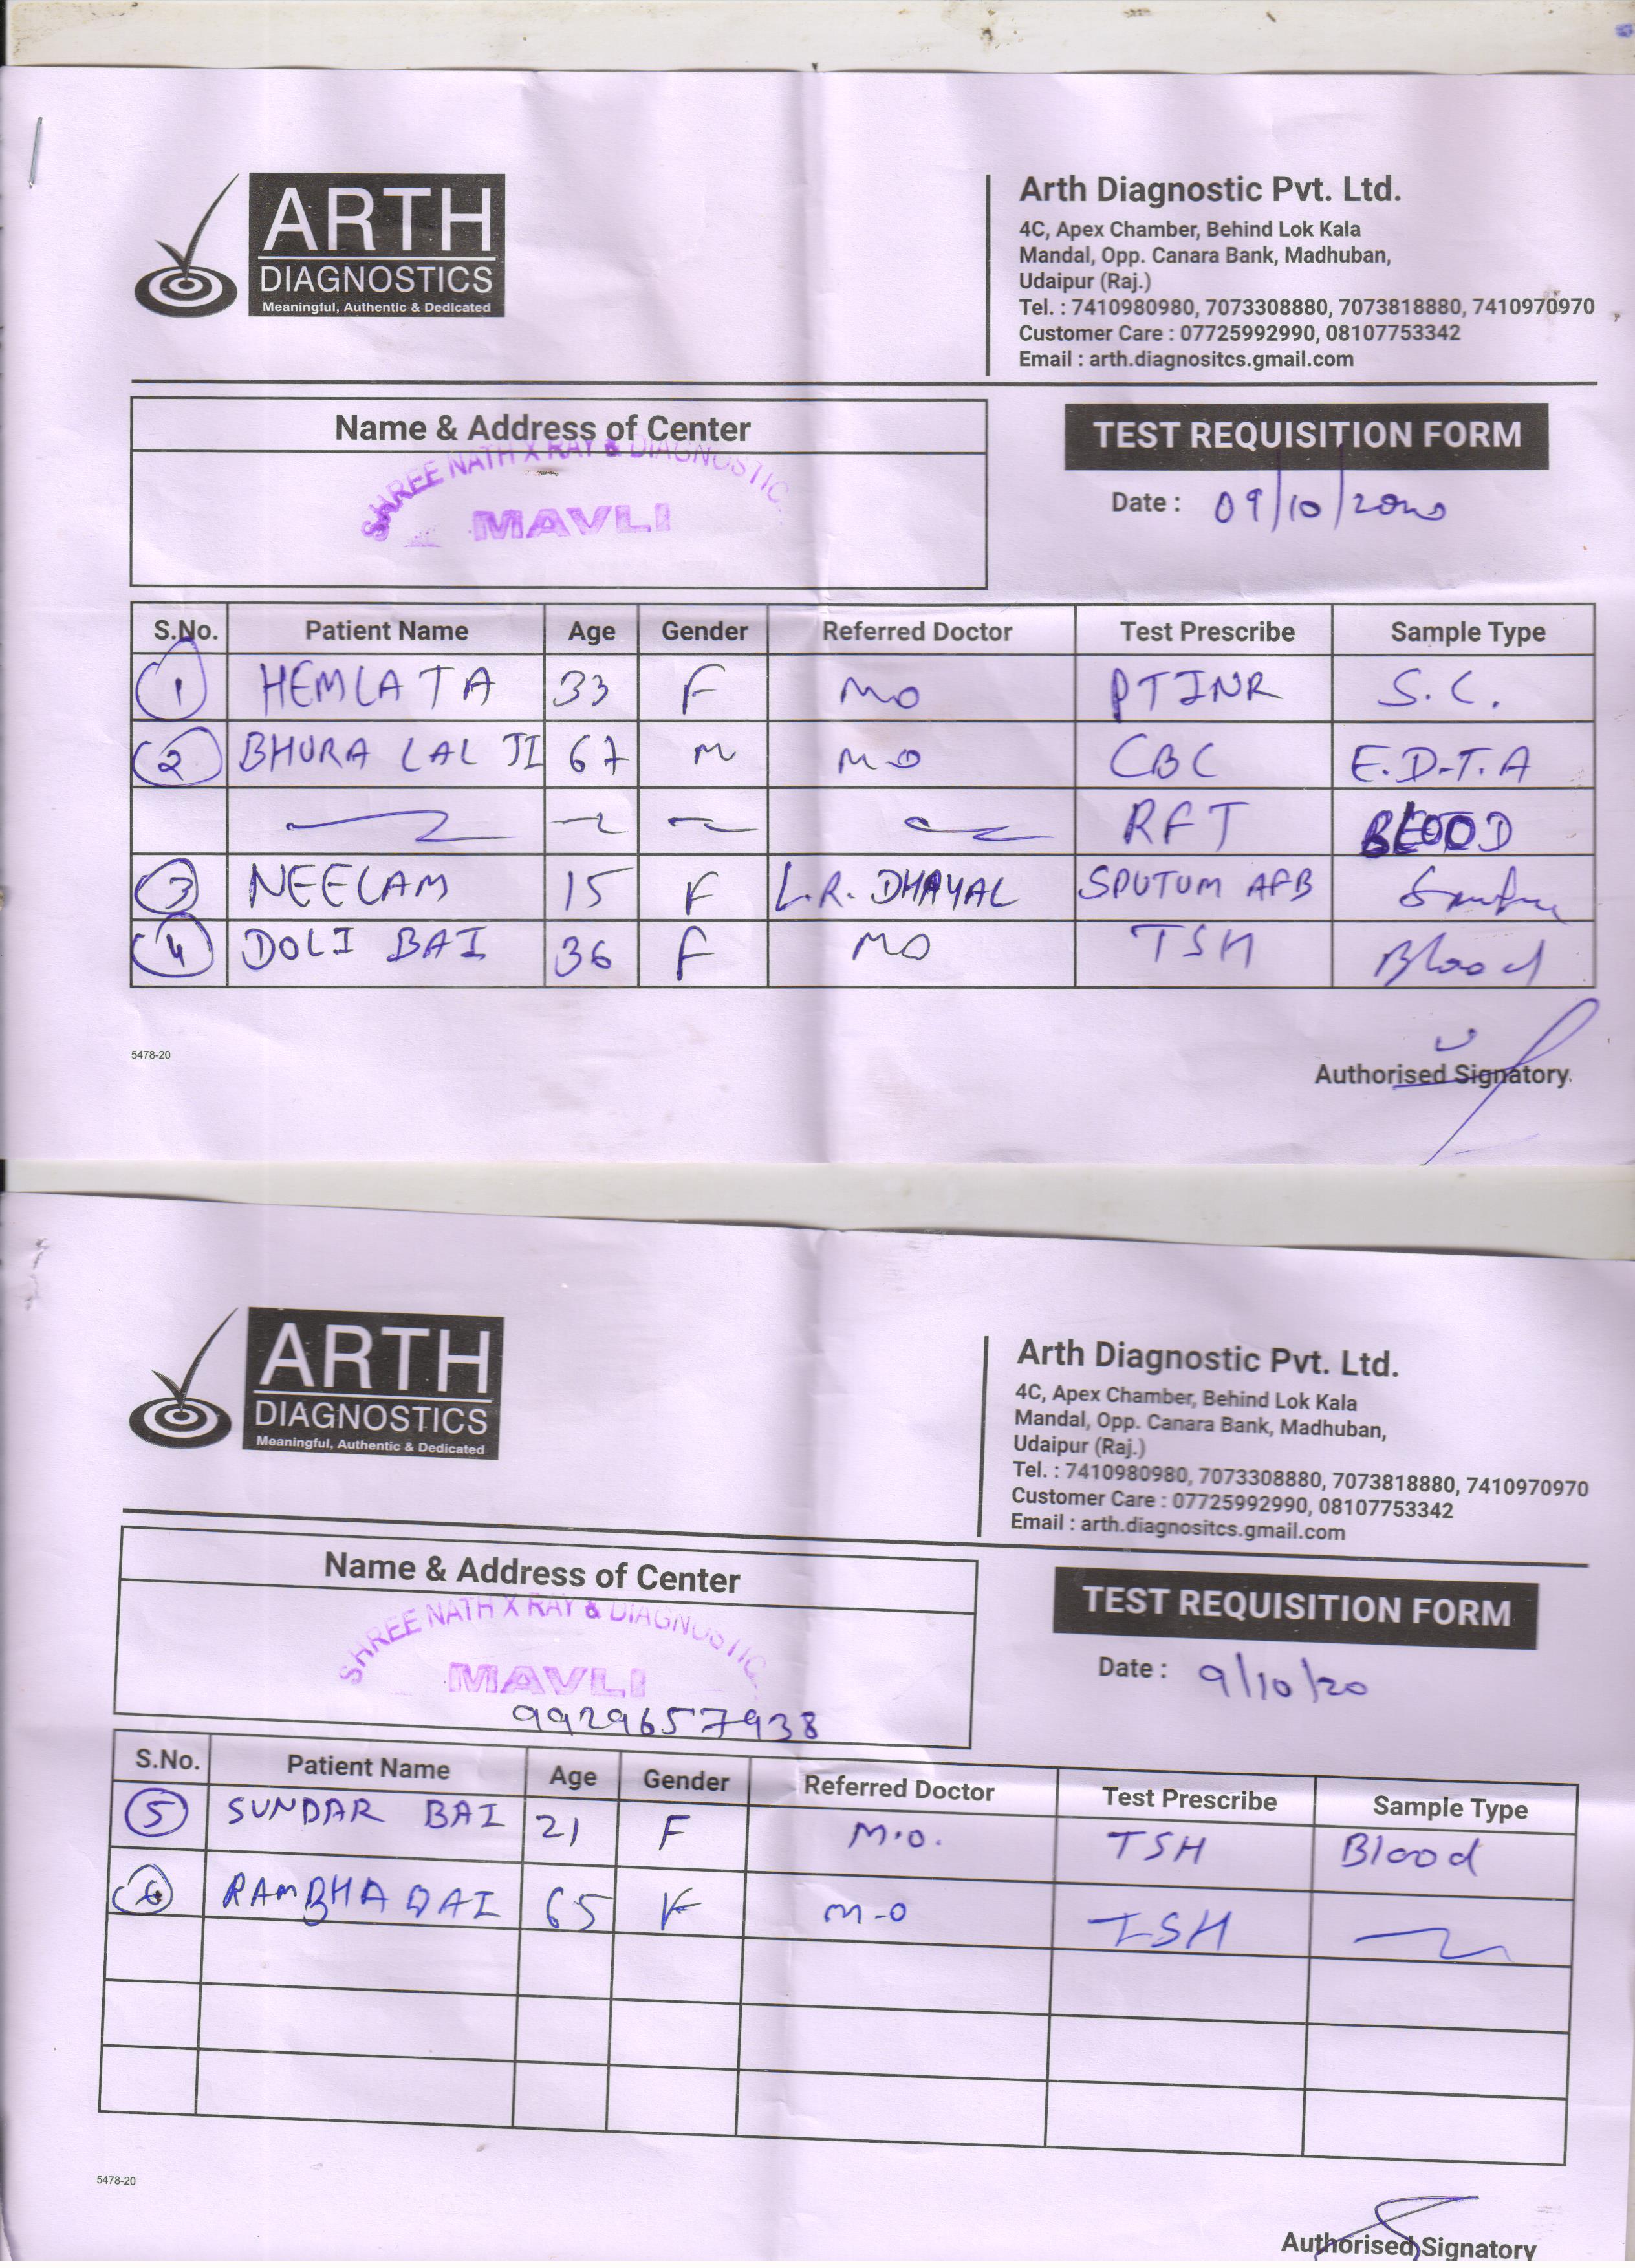 ARTH
DIAGNOSTICS
Meaningful, Authentic & Dedicated
Arth Diagnostic Pvt. Ltd.
4C, Apex Chamber, Behind Lok Kala
Mandal, Opp. Canara Bank, Madhuban,
Udaipur (Raj.)
Tel. : 7410980980, 7073308880, 7073818880, 7410970970
Customer Care : 07725992990, 08107753342
Email : arth.diagnositcs.gmail.com
Name & Address of Center
SHREE NATH X RAY & DIAGNOSTIC
MAVLI
TEST REQUISITION FORM
Date : 09/10/2020
S.No. Patient Name Age Gender Referred Doctor Test Prescribe Sample Type
1 HEMLATA 33 F MO PTINR S.C.
2 BHURA LAL JI 67 M MO CBC E.D.T.A
RFT BLOOD
3 NEELAM 15 F L.R. DHAYAL SPUTUM AFB
4 DOLI BAI 36 F MO TSH Blood
5478-20
Authorised Signatory.
ARTH
DIAGNOSTICS
Meaningful, Authentic & Dedicated
Arth Diagnostic Pvt. Ltd.
4C, Apex Chamber, Behind Lok Kala
Mandal, Opp. Canara Bank, Madhuban,
Udaipur (Raj.)
Tel. : 7410980980, 7073308880, 7073818880, 7410970970
Customer Care : 07725992990, 08107753342
Email : arth.diagnositcs.gmail.com
Name & Address of Center
SHREE NATH X RAY & DIAGNOSTIC
MAVLI
9929657938
TEST REQUISITION FORM
Date : 9/10/20
S.No. Patient Name Age Gender Referred Doctor Test Prescribe Sample Type
5 SUNDAR BAI 21 F M.O. TSH Blood
6 RAMBHA BAI 65 F M-O TSH
5478-20
Authorised Signatory